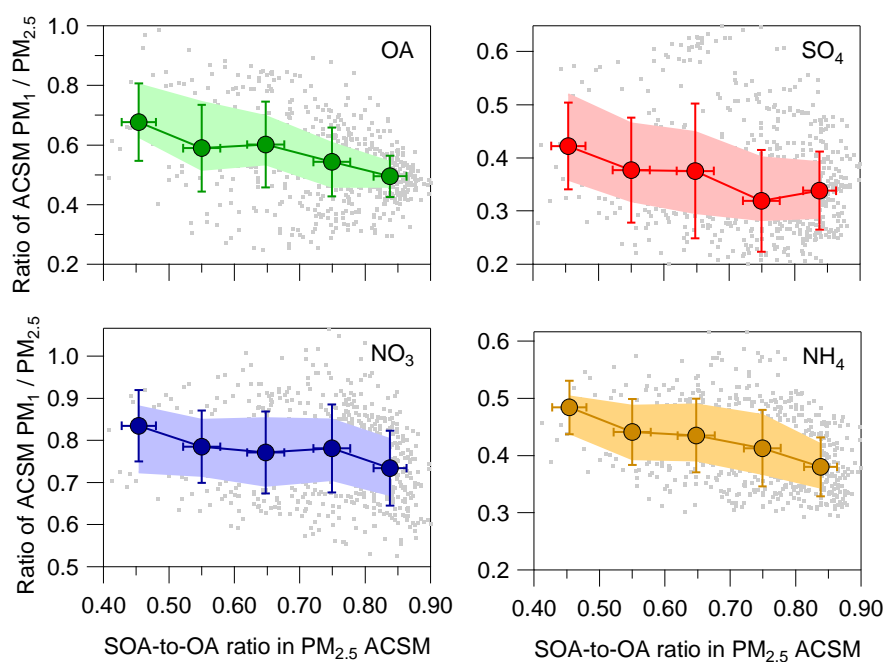 OA
1.0
0.8
0.6
0.4
0.2
Ratio of ACSM PM₁ / PM₂.₅
SO₄
0.6
0.5
0.4
0.3
0.2
NO₃
1.0
0.9
0.8
0.7
0.6
0.5
Ratio of ACSM PM₁ / PM₂.₅
0.40 0.50 0.60 0.70 0.80 0.90
SOA-to-OA ratio in PM₂.₅ ACSM
NH₄
0.6
0.5
0.4
0.3
0.2
0.40 0.50 0.60 0.70 0.80 0.90
SOA-to-OA ratio in PM₂.₅ ACSM